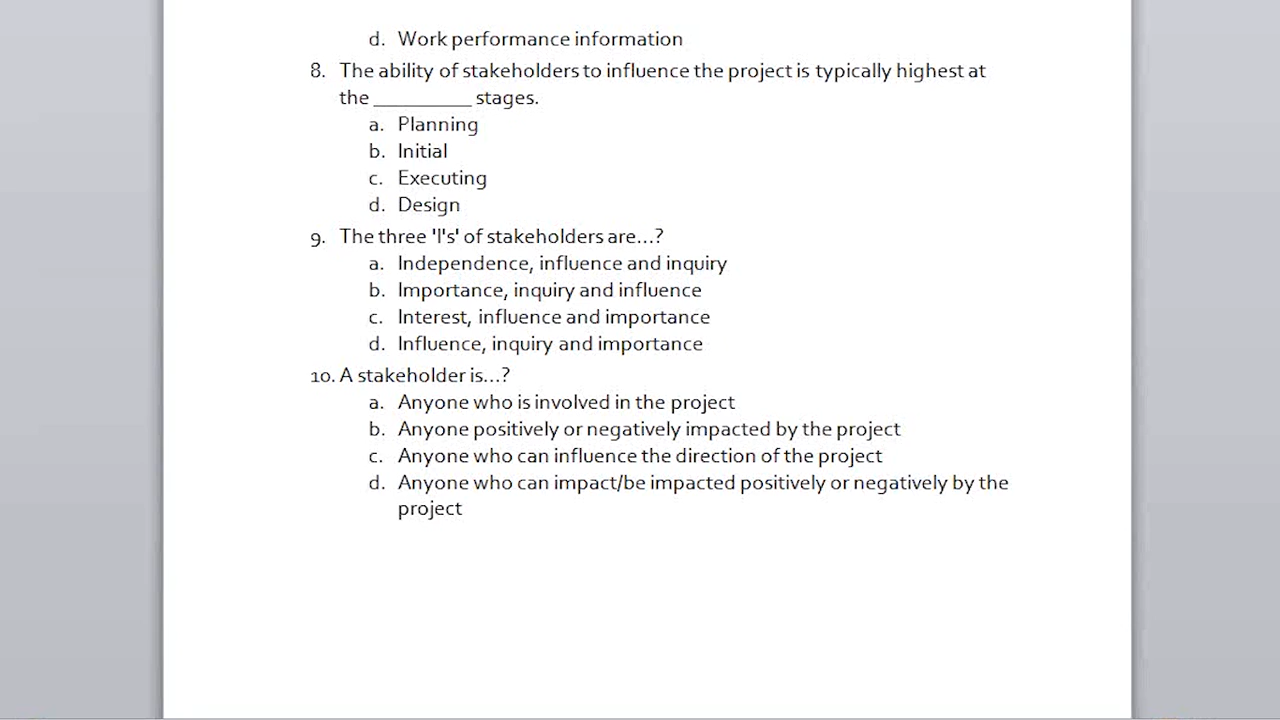 d. Work performance information
8. The ability of stakeholders to influence the project is typically highest at
the __________ stages.
a. Planning
b. Initial
c. Executing
d. Design
9. The three 'I's' of stakeholders are...?
a. Independence, influence and inquiry
b. Importance, inquiry and influence
c. Interest, influence and importance
d. Influence, inquiry and importance
10. A stakeholder is...?
a. Anyone who is involved in the project
b. Anyone positively or negatively impacted by the project
c. Anyone who can influence the direction of the project
d. Anyone who can impact/be impacted positively or negatively by the
project